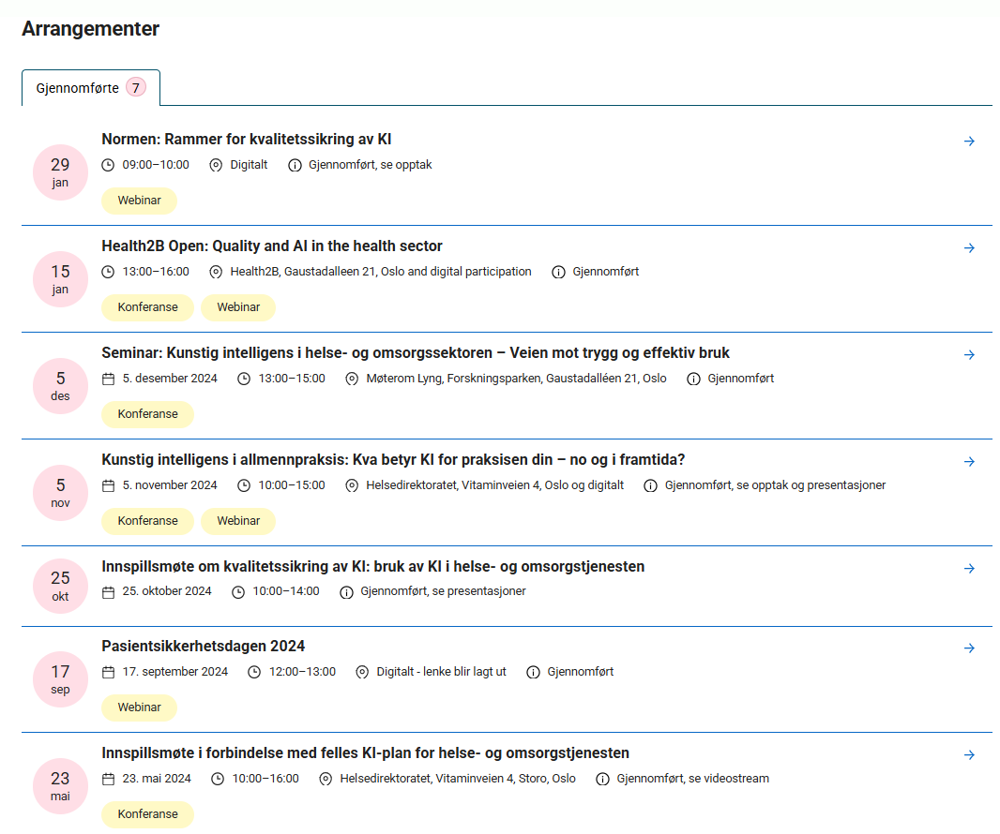 Arrangementer
Gjennomførte 7
29 jan
Normen: Rammer for kvalitetssikring av KI
09:00–10:00 Digitalt Gjennomført, se opptak
Webinar
15 jan
Health2B Open: Quality and AI in the health sector
13:00–16:00 Health2B, Gaustadalleen 21, Oslo and digital participation Gjennomført
Konferanse Webinar
5 des
Seminar: Kunstig intelligens i helse- og omsorgssektoren – Veien mot trygg og effektiv bruk
5. desember 2024 13:00–15:00 Møterom Lyng, Forskningsparken, Gaustadalléen 21, Oslo Gjennomført
Konferanse
5 nov
Kunstig intelligens i allmennpraksis: Kva betyr KI for praksisen din – no og i framtida?
5. november 2024 10:00–15:00 Helsedirektoratet, Vitaminveien 4, Oslo og digitalt Gjennomført, se opptak og presentasjoner
Konferanse Webinar
25 okt
Innspillsmøte om kvalitetssikring av KI: bruk av KI i helse- og omsorgstjenesten
25. oktober 2024 10:00–14:00 Gjennomført, se presentasjoner
17 sep
Pasientsikkerhetsdagen 2024
17. september 2024 12:00–13:00 Digitalt - lenke blir lagt ut Gjennomført
Webinar
23 mai
Innspillsmøte i forbindelse med felles KI-plan for helse- og omsorgstjenesten
23. mai 2024 10:00–16:00 Helsedirektoratet, Vitaminveien 4, Storo, Oslo Gjennomført, se videostream
Konferanse